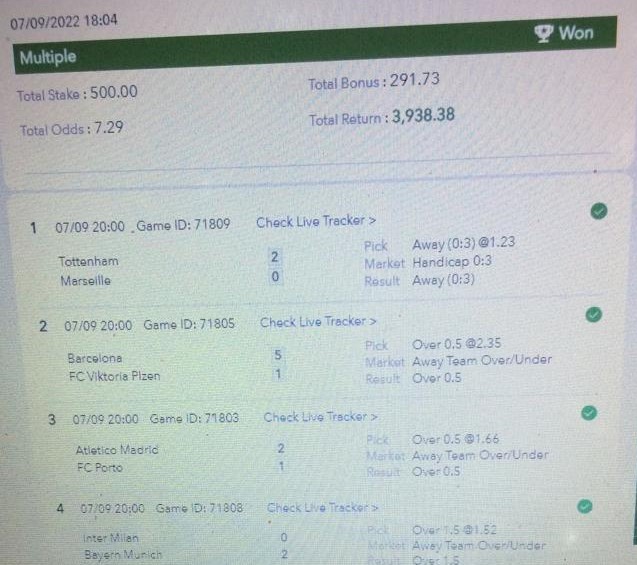 07/09/2022 18:04
Multiple Won
Total Stake : 500.00 Total Bonus : 291.73
Total Odds : 7.29 Total Return : 3,938.38
1 07/09 20:00 Game ID: 71809 Check Live Tracker >
Pick Away (0:3) @1.23
Tottenham 2 Market Handicap 0:3
Marseille 0 Result Away (0:3)
2 07/09 20:00 Game ID: 71805 Check Live Tracker >
Pick Over 0.5 @2.35
Barcelona 5 Market Away Team Over/Under
FC Viktoria Plzen 1 Result Over 0.5
3 07/09 20:00 Game ID: 71803 Check Live Tracker >
Pick Over 0.5 @1.66
Atletico Madrid 2 Market Away Team Over/Under
FC Porto 1 Result Over 0.5
4 07/09 20:00 Game ID: 71808 Check Live Tracker >
Pick Over 1.5 @1.52
Inter Milan 0 Market Away Team Over/Under
Bayern Munich 2 Result Over 1.5